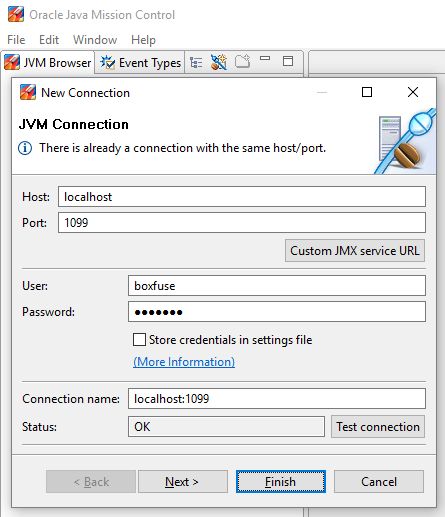 Oracle Java Mission Control
File Edit Window Help
JVM Browser Event Types
New Connection
JVM Connection
There is already a connection with the same host/port.
Host: localhost
Port: 1099
Custom JMX service URL
User: boxfuse
Password: ●●●●●●●
Store credentials in settings file
(More Information)
Connection name: localhost:1099
Status: OK Test connection
< Back Next > Finish Cancel